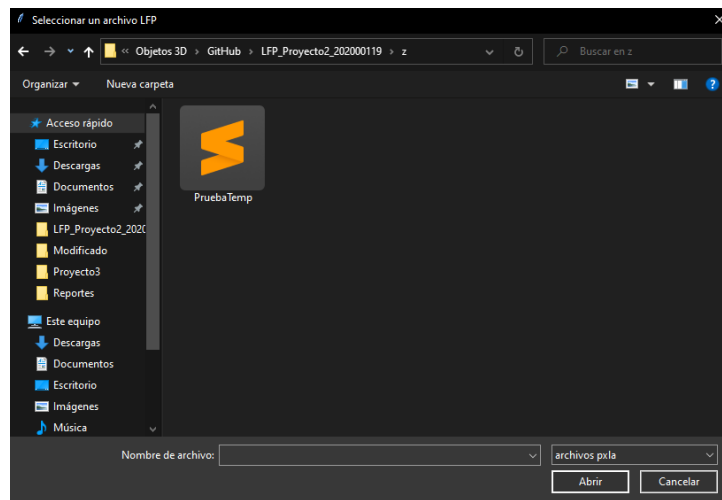 Seleccionar un archivo LFP
« Objetos 3D › GitHub › LFP_Proyecto2_202000119 › z
Buscar en z
Organizar
Nueva carpeta
Acceso rápido
Escritorio
Descargas
Documentos
Imágenes
LFP_Proyecto2_202(
Modificado
Proyecto3
Reportes
Este equipo
Descargas
Documentos
Escritorio
Imágenes
Música
PruebaTemp
Nombre de archivo:
archivos pxla
Abrir
Cancelar